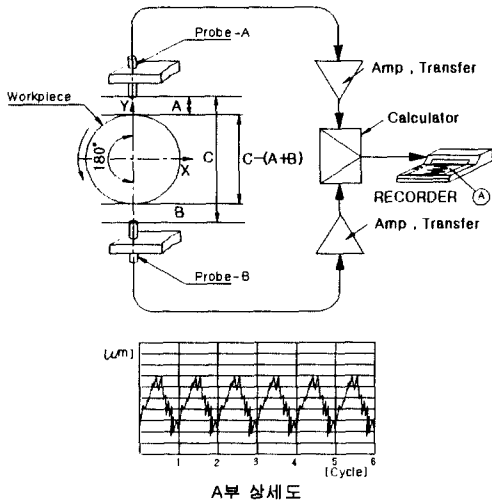 Probe-A
Amp , Transfer
Workpiece
Y
A
Calculator
180°
C
C-(A+B)
X
B
RECORDER
A
Amp , Transfer
Probe-B
[μm]
1 2 3 4 5 6
[Cycle]
A부 상세도